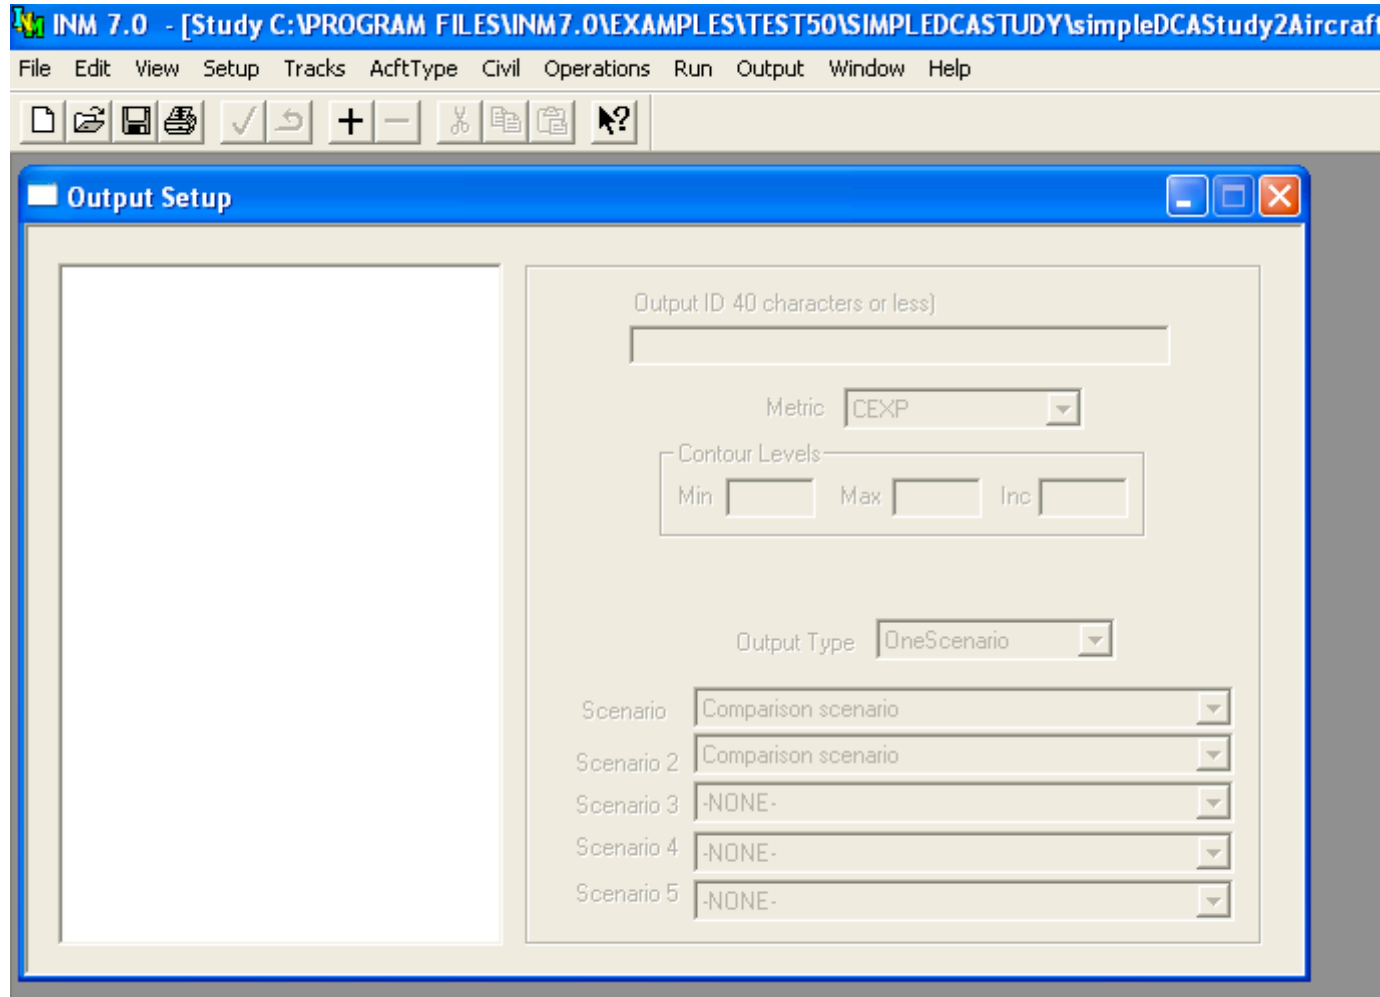 INM 7.0 - [Study C:\PROGRAM FILES\INM7.0\EXAMPLES\TEST50\SIMPLEDCASTUDY\simpleDCAStudy2Aircraft
File Edit View Setup Tracks AcftType Civil Operations Run Output Window Help
Output Setup
Output ID 40 characters or less)
Metric CEXP
Contour Levels
Min Max Inc
Output Type OneScenario
Scenario Comparison scenario
Scenario 2 Comparison scenario
Scenario 3 -NONE-
Scenario 4 -NONE-
Scenario 5 -NONE-